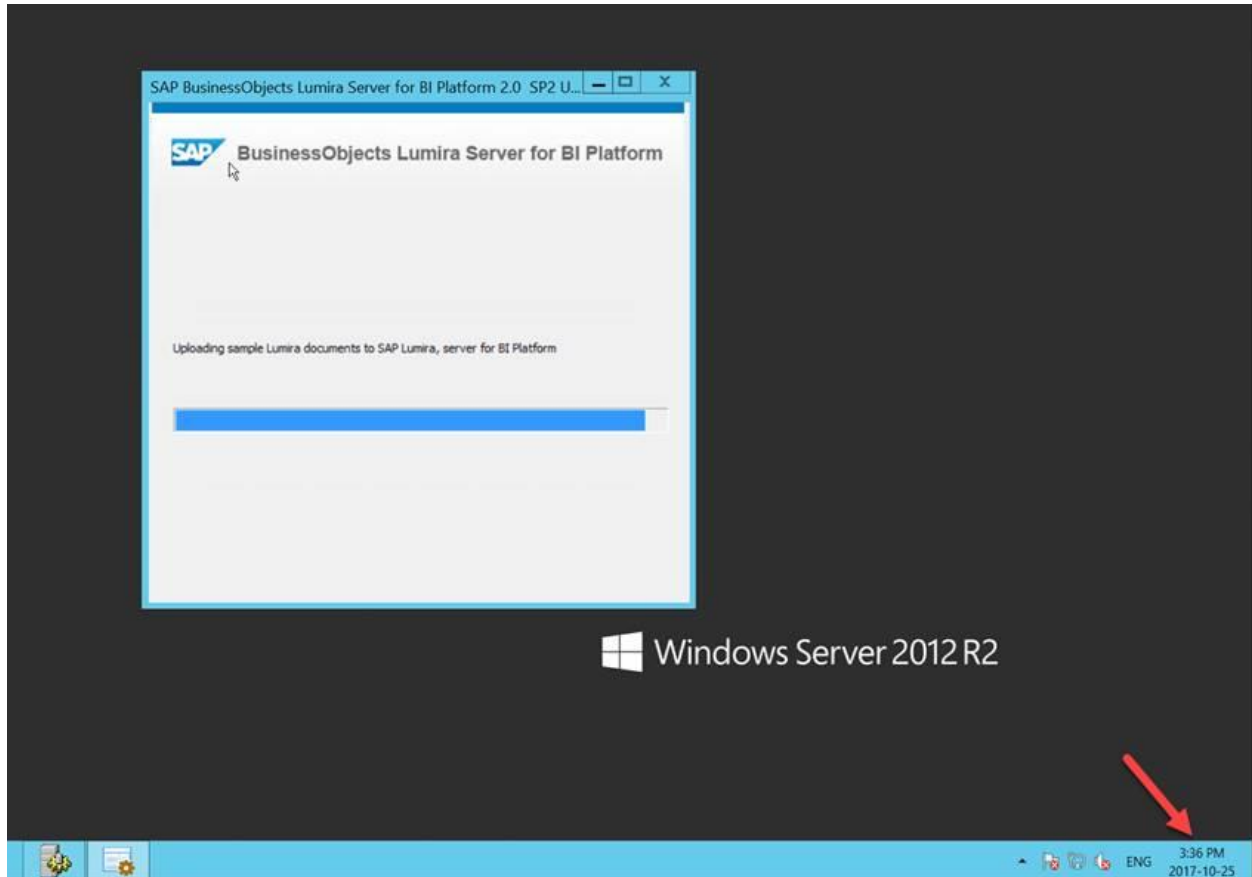 SAP BusinessObjects Lumira Server for BI Platform 2.0 SP2 U...
SAP BusinessObjects Lumira Server for BI Platform
Uploading sample Lumira documents to SAP Lumira, server for BI Platform
Windows Server 2012 R2
ENG
3:36 PM
2017-10-25